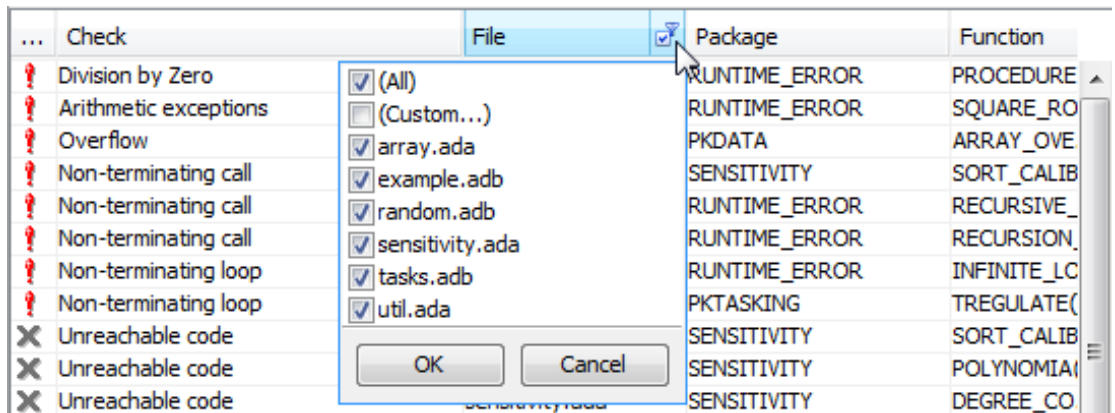 ... Check File Package Function
Division by Zero RUNTIME_ERROR PROCEDURE
Arithmetic exceptions RUNTIME_ERROR SQUARE_RO
Overflow PKDATA ARRAY_OVE
Non-terminating call SENSITIVITY SORT_CALIB
Non-terminating call RUNTIME_ERROR RECURSIVE_
Non-terminating call RUNTIME_ERROR RECURSION_
Non-terminating loop RUNTIME_ERROR INFINITE_LO
Non-terminating loop PKTASKING TREGULATE(
Unreachable code SENSITIVITY SORT_CALIB
Unreachable code SENSITIVITY POLYNOMIA(
Unreachable code SENSITIVITY DEGREE_CO
(All)
(Custom...)
array.ada
example.adb
random.adb
sensitivity.ada
tasks.adb
util.ada
OK Cancel